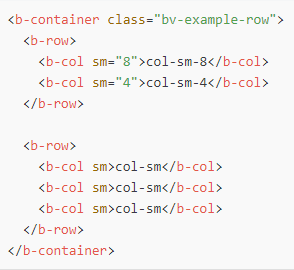 <b-container class="bv-example-row">
  <b-row>
    <b-col sm="8">col-sm-8</b-col>
    <b-col sm="4">col-sm-4</b-col>
  </b-row>

  <b-row>
    <b-col sm>col-sm</b-col>
    <b-col sm>col-sm</b-col>
    <b-col sm>col-sm</b-col>
  </b-row>
</b-container>